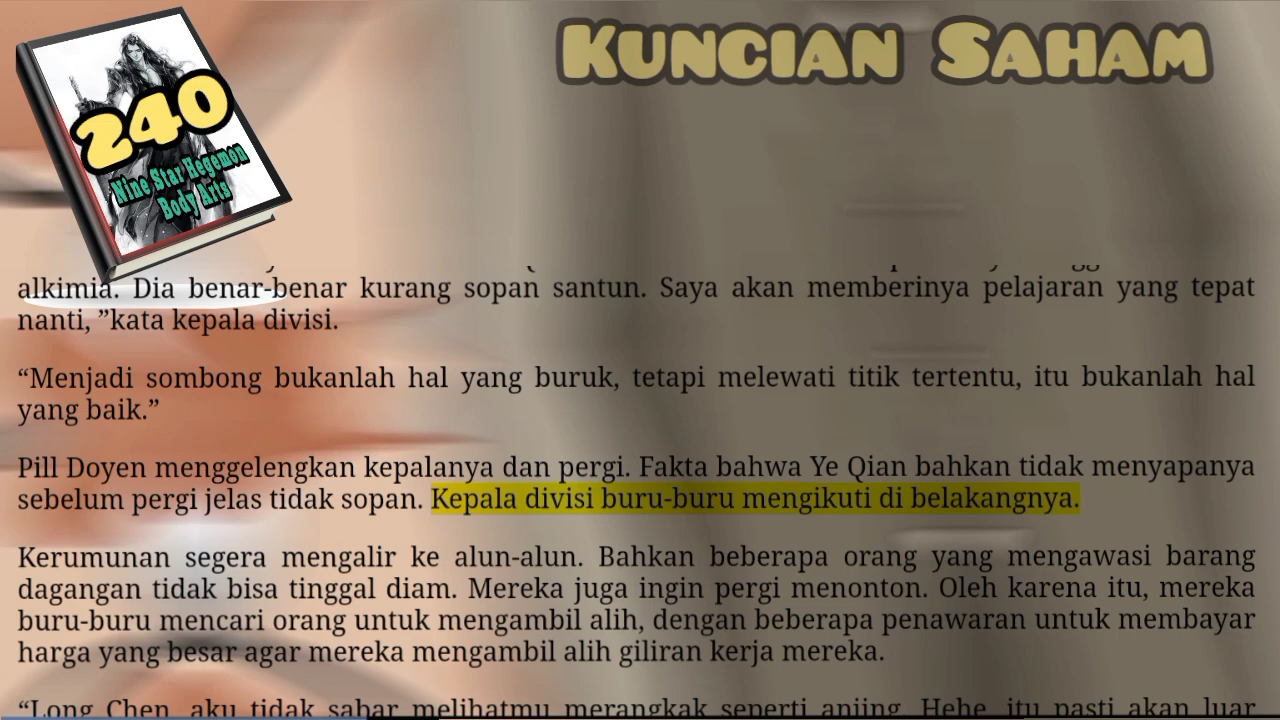 Kuncian Saham
240
Nine Star Hegemon
Body Arts
alkimia. Dia benar-benar kurang sopan santun. Saya akan memberinya pelajaran yang tepat
nanti, ”kata kepala divisi.
“Menjadi sombong bukanlah hal yang buruk, tetapi melewati titik tertentu, itu bukanlah hal
yang baik.”
Pill Doyen menggelengkan kepalanya dan pergi. Fakta bahwa Ye Qian bahkan tidak menyapanya
sebelum pergi jelas tidak sopan. Kepala divisi buru-buru mengikuti di belakangnya.
Kerumunan segera mengalir ke alun-alun. Bahkan beberapa orang yang mengawasi barang
dagangan tidak bisa tinggal diam. Mereka juga ingin pergi menonton. Oleh karena itu, mereka
buru-buru mencari orang untuk mengambil alih, dengan beberapa penawaran untuk membayar
harga yang besar agar mereka mengambil alih giliran kerja mereka.
“Long Chen, aku tidak sabar melihatmu merangkak seperti anjing. Hehe, itu pasti akan luar